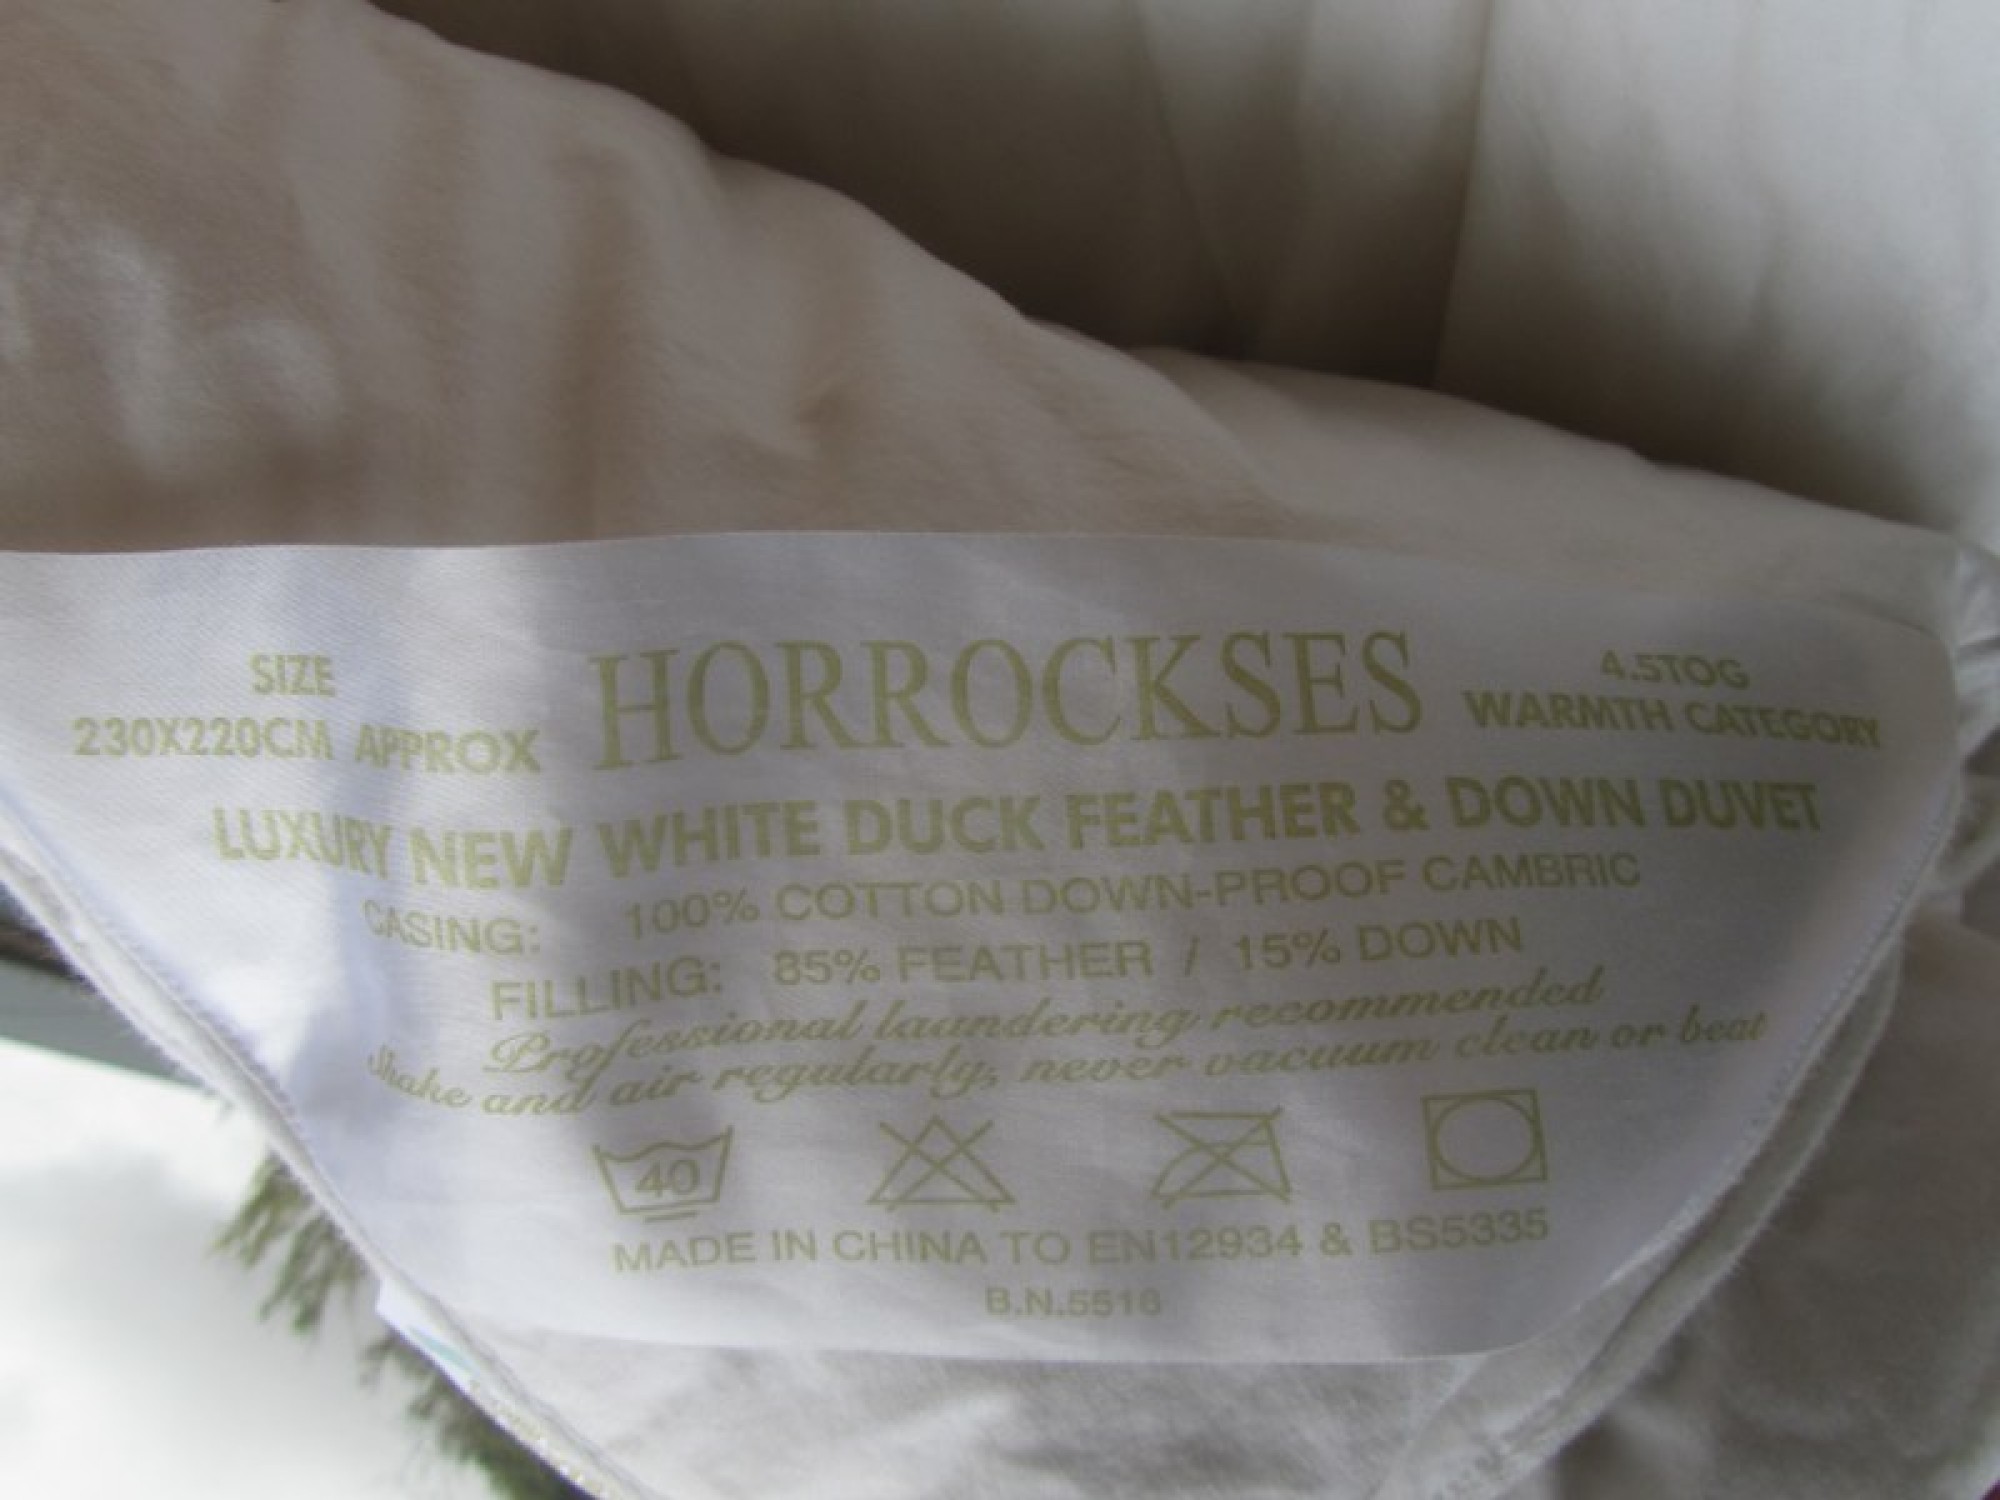 SIZE
230X220CM APPROX
HORROCKSES
4.5TOG
WARMTH CATEGORY
LUXURY NEW WHITE DUCK FEATHER & DOWN DUVET
CASING: 100% COTTON DOWN-PROOF CAMBRIC
FILLING: 85% FEATHER / 15% DOWN
Professional laundering recommended
Shake and air regularly, never vacuum clean or beat
40
MADE IN CHINA TO EN12934 & BS5335
B.N.5516